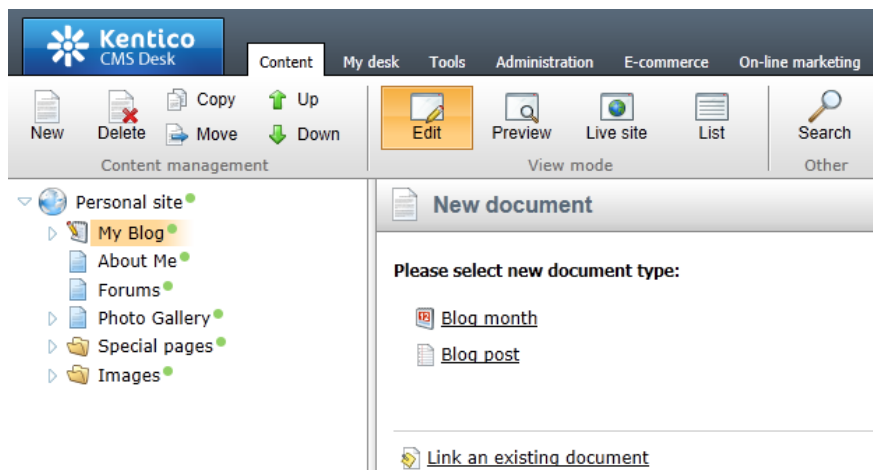 Kentico
CMS Desk
Content My desk Tools Administration E-commerce On-line marketing
New Delete Copy Move Up Down Edit Preview Live site List Search
Content management View mode Other
Personal site
My Blog
About Me
Forums
Photo Gallery
Special pages
Images
New document
Please select new document type:
12 Blog month
Blog post
Link an existing document